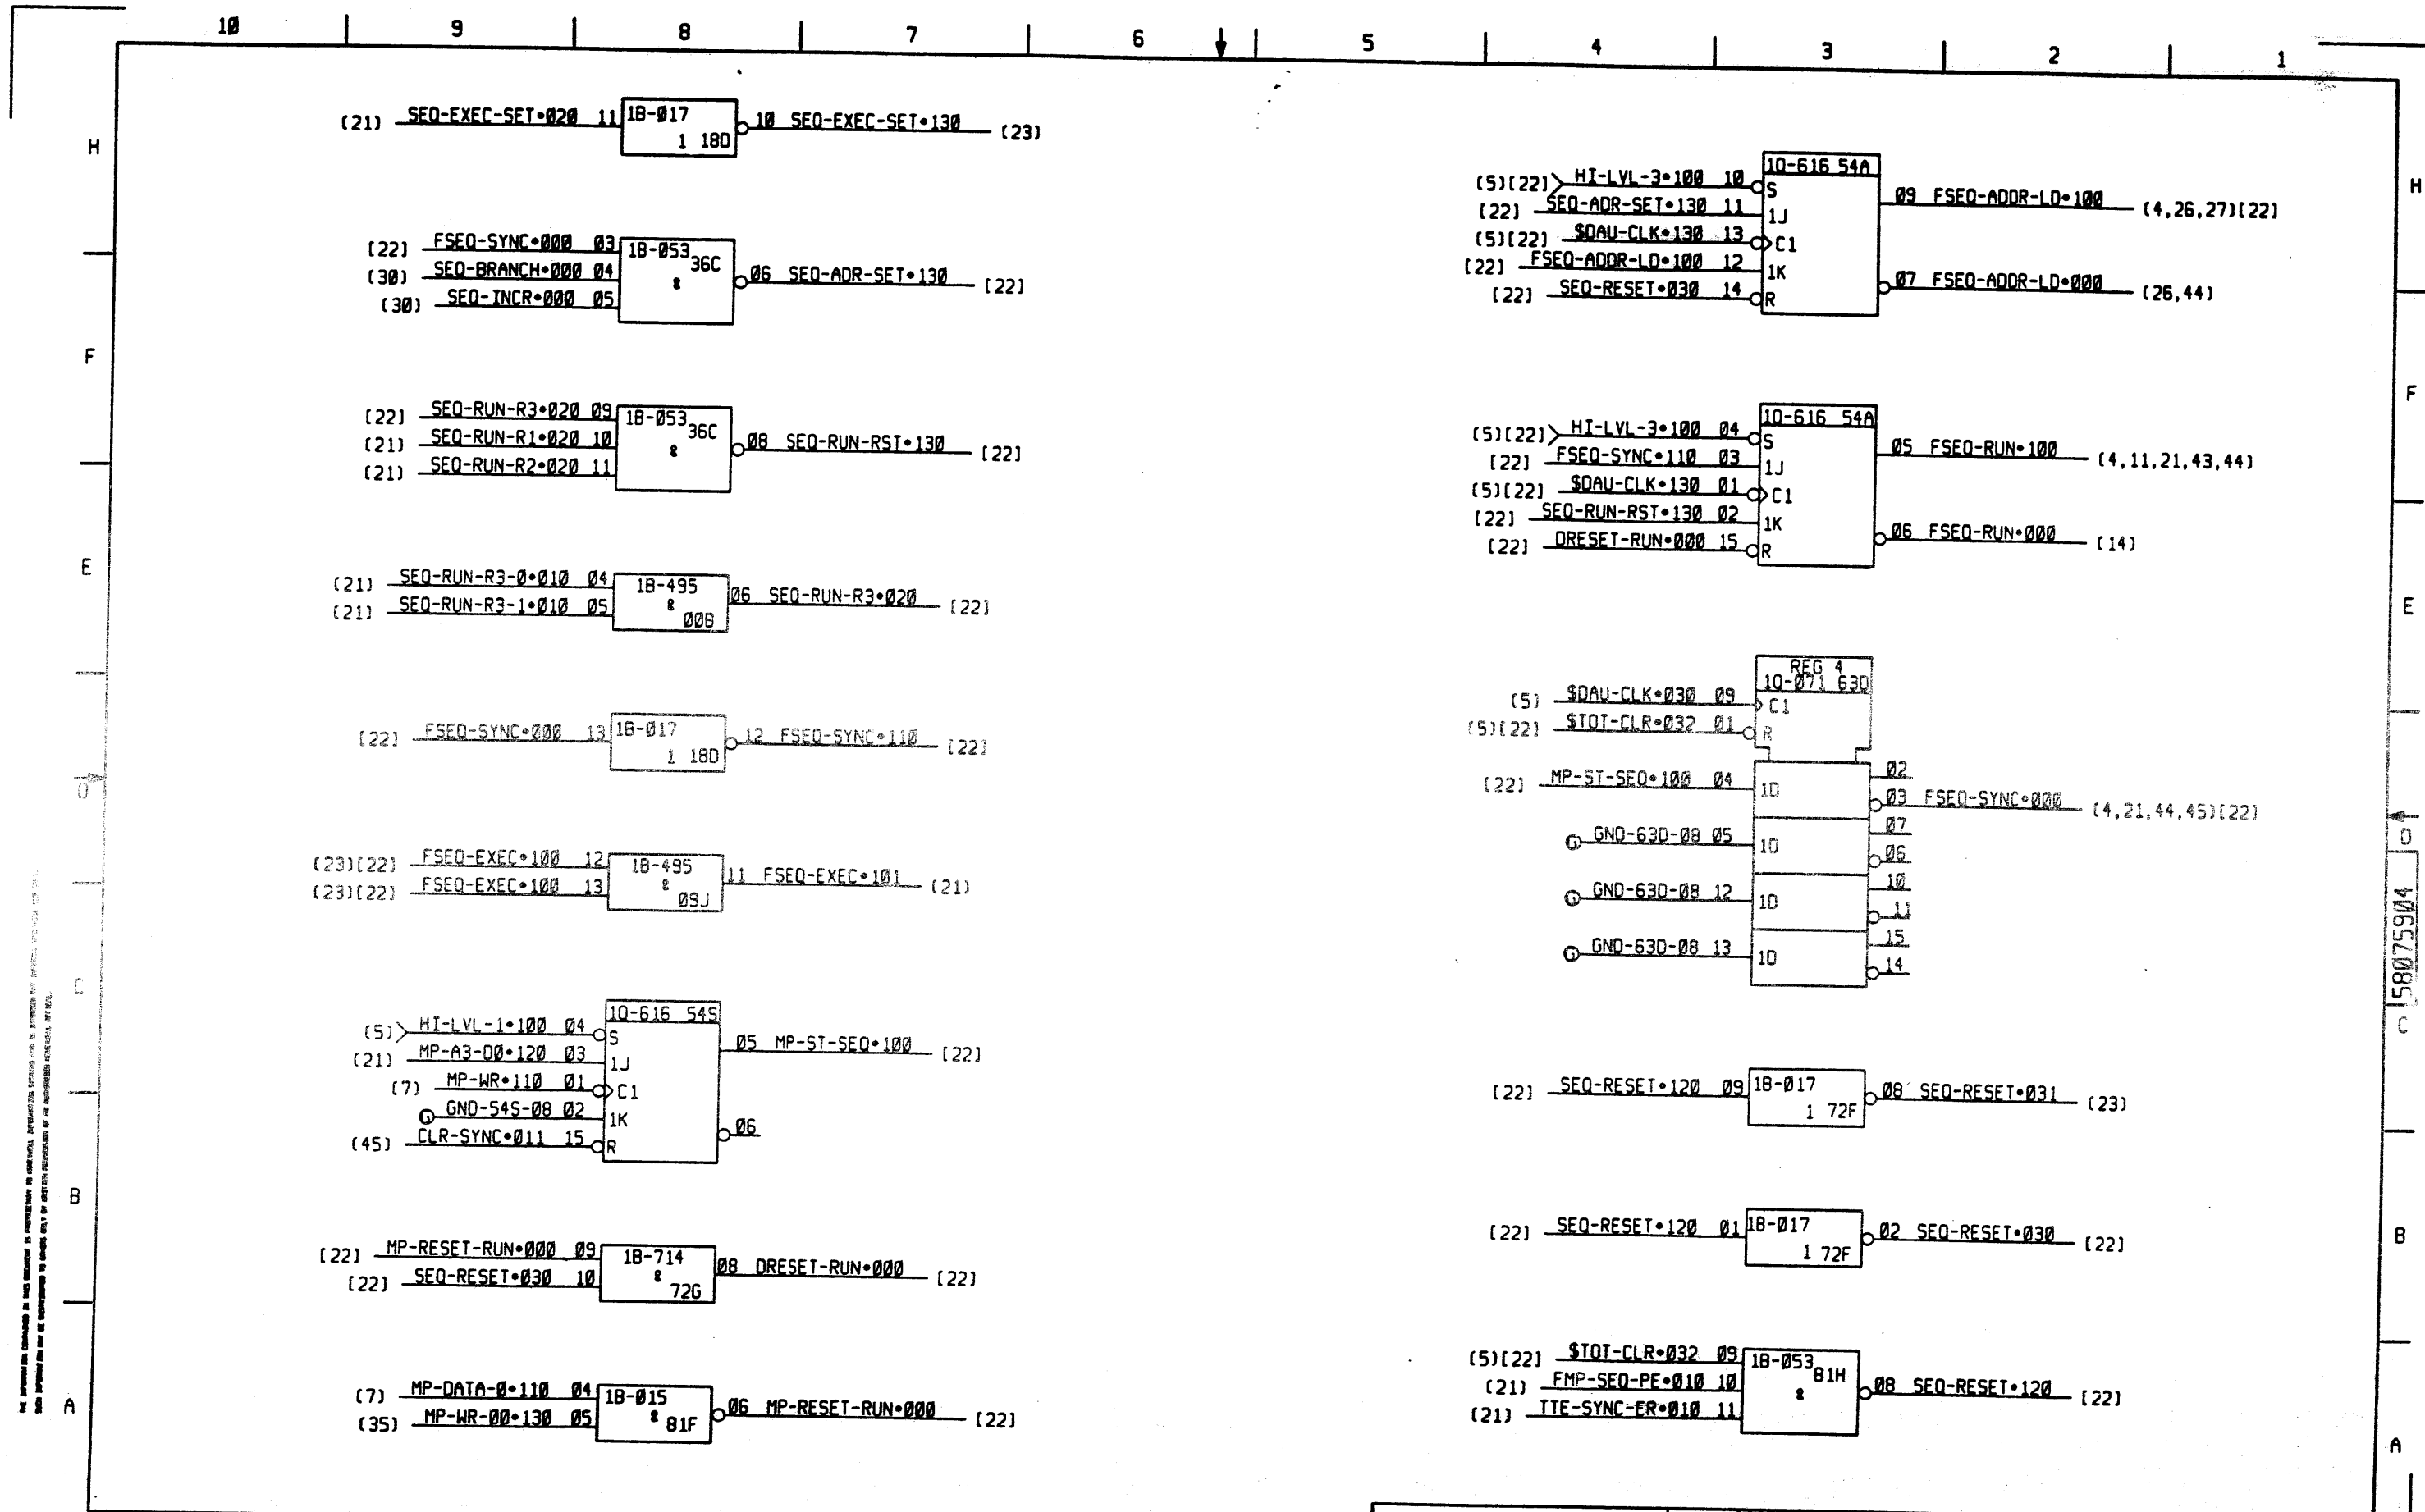 10 9 8 7 6 5 4 3 2 1
H
(21) SEQ-EXEC-SET•020 11 1B-017 1 18D 10 SEQ-EXEC-SET•130 (23)
[22] FSEQ-SYNC•000 03 1B-053 36C
(30) SEQ-BRANCH•000 04 & 06 SEQ-ADR-SET•130 [22]
(30) SEQ-INCR•000 05
F
[22] SEQ-RUN-R3•020 09 1B-053 36C
(21) SEQ-RUN-R1•020 10 & 08 SEQ-RUN-RST•130 [22]
(21) SEQ-RUN-R2•020 11
E
(21) SEQ-RUN-R3-0•010 04 1B-495
(21) SEQ-RUN-R3-1•010 05 & 00B 06 SEQ-RUN-R3•020 [22]
[22] FSEQ-SYNC•000 13 1B-017 1 18D 12 FSEQ-SYNC•110 [22]
D
(23)[22] FSEQ-EXEC•100 12 1B-495
(23)[22] FSEQ-EXEC•100 13 & 09J 11 FSEQ-EXEC•101 (21)
C
10-616 54S
(5) HI-LVL-1•100 04 S 05 MP-ST-SEQ•100 [22]
(21) MP-A3-D0•120 03 1J
(7) MP-WR•110 01 C1
G GND-54S-08 02 1K 06
(45) CLR-SYNC•011 15 R
B
[22] MP-RESET-RUN•000 09 1B-714
[22] SEQ-RESET•030 10 & 72G 08 DRESET-RUN•000 [22]
A
(7) MP-DATA-0•110 04 1B-015
(35) MP-WR-00•130 05 & 81F 06 MP-RESET-RUN•000 [22]
H
10-616 54A
(5)[22] HI-LVL-3•100 10 S 09 FSEQ-ADDR-LD•100 (4,26,27)[22]
[22] SEQ-ADR-SET•130 11 1J
(5)[22] $DAU-CLK•130 13 C1
[22] FSEQ-ADDR-LD•100 12 1K 07 FSEQ-ADDR-LD•000 (26,44)
[22] SEQ-RESET•030 14 R
F
10-616 54A
(5)[22] HI-LVL-3•100 04 S 05 FSEQ-RUN•100 (4,11,21,43,44)
[22] FSEQ-SYNC•110 03 1J
(5)[22] $DAU-CLK•130 01 C1
[22] SEQ-RUN-RST•130 02 1K 06 FSEQ-RUN•000 (14)
[22] DRESET-RUN•000 15 R
E
REG 4
10-071 63D
(5) $DAU-CLK•030 09 C1
(5)[22] $TOT-CLR•032 01 R
[22] MP-ST-SEQ•100 04 1D 02
03 FSEQ-SYNC•000 (4,21,44,45)[22]
G GND-63D-08 05 1D 07
06
G GND-63D-08 12 1D 10
11
G GND-63D-08 13 1D 15
14
D
58075904
C
[22] SEQ-RESET•120 09 1B-017 1 72F 08 SEQ-RESET•031 (23)
[22] SEQ-RESET•120 01 1B-017 1 72F 02 SEQ-RESET•030 [22]
B
(5)[22] $TOT-CLR•032 09 1B-053 81H
(21) FMP-SEQ-PE•010 10 & 08 SEQ-RESET•120 [22]
(21) TTE-SYNC-ER•010 11
A